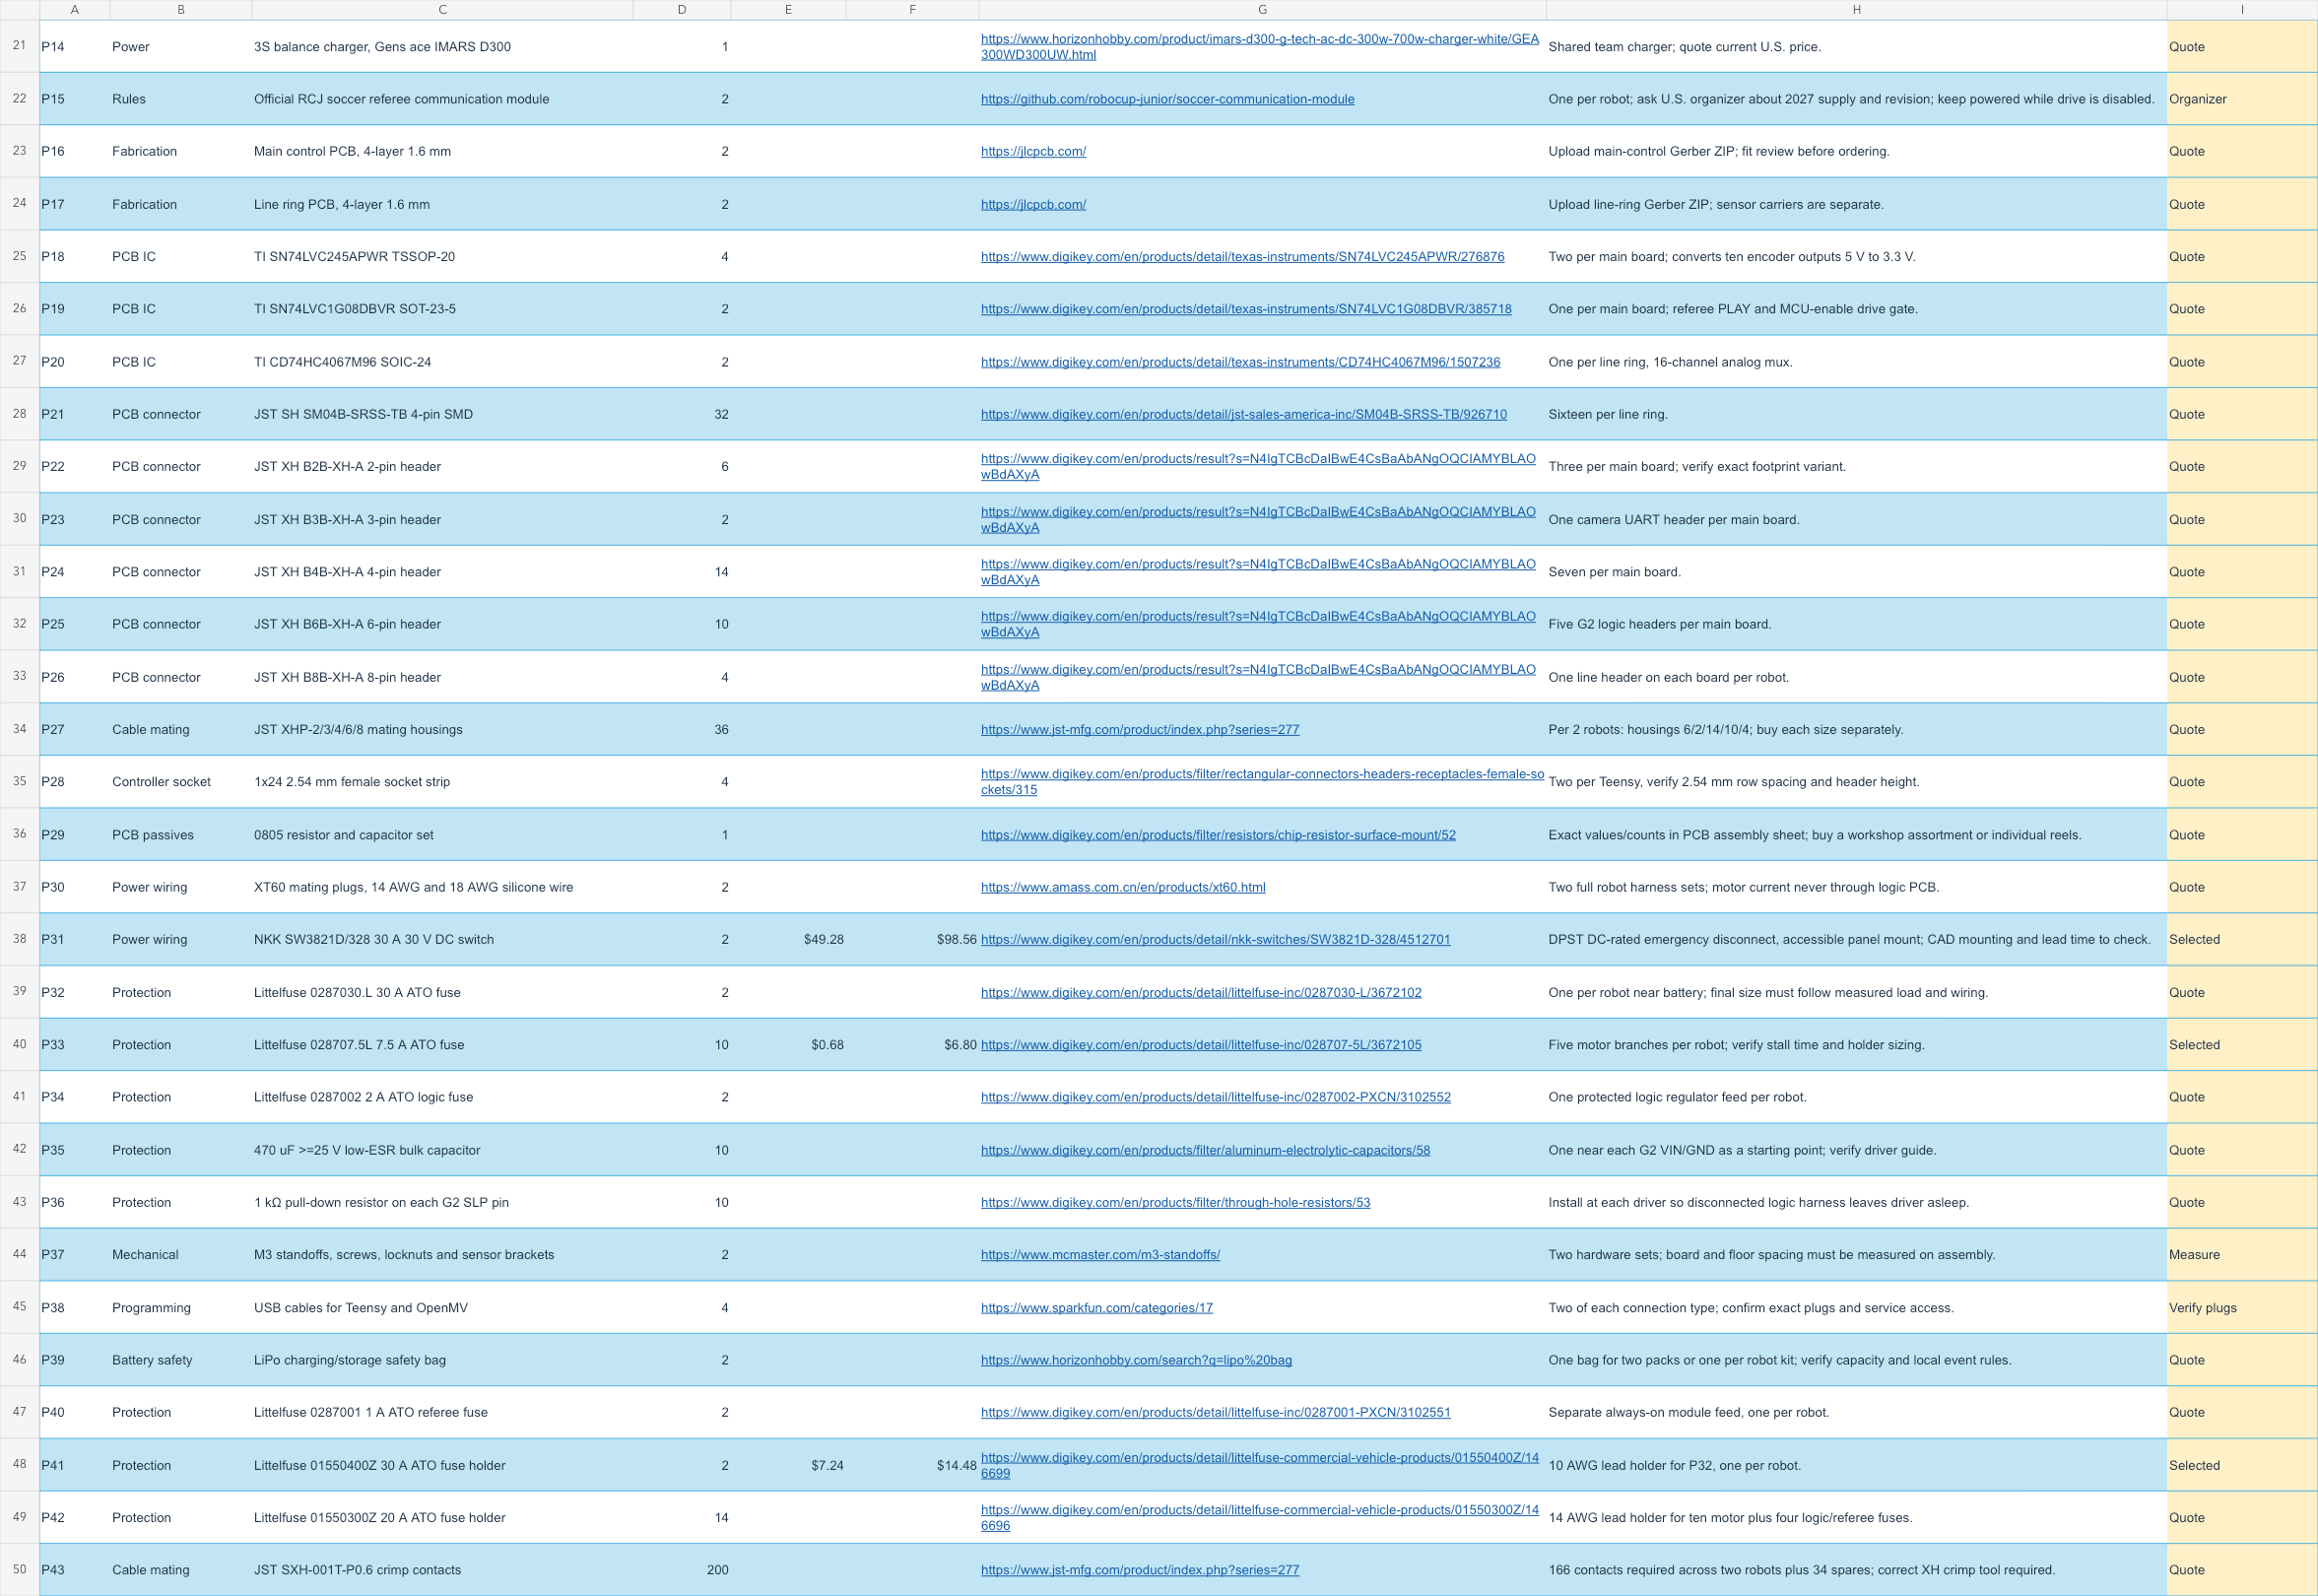 A B C D E F G H I
21 P14 Power 3S balance charger, Gens ace IMARS D300 1 https://www.horizonhobby.com/product/imars-d300-g-tech-ac-dc-300w-700w-charger-white/GEA
300WD300UW.html Shared team charger; quote current U.S. price. Quote
22 P15 Rules Official RCJ soccer referee communication module 2 https://github.com/robocup-junior/soccer-communication-module One per robot; ask U.S. organizer about 2027 supply and revision; keep powered while drive is disabled. Organizer
23 P16 Fabrication Main control PCB, 4-layer 1.6 mm 2 https://jlcpcb.com/ Upload main-control Gerber ZIP; fit review before ordering. Quote
24 P17 Fabrication Line ring PCB, 4-layer 1.6 mm 2 https://jlcpcb.com/ Upload line-ring Gerber ZIP; sensor carriers are separate. Quote
25 P18 PCB IC TI SN74LVC245APWR TSSOP-20 4 https://www.digikey.com/en/products/detail/texas-instruments/SN74LVC245APWR/276876 Two per main board; converts ten encoder outputs 5 V to 3.3 V. Quote
26 P19 PCB IC TI SN74LVC1G08DBVR SOT-23-5 2 https://www.digikey.com/en/products/detail/texas-instruments/SN74LVC1G08DBVR/385718 One per main board; referee PLAY and MCU-enable drive gate. Quote
27 P20 PCB IC TI CD74HC4067M96 SOIC-24 2 https://www.digikey.com/en/products/detail/texas-instruments/CD74HC4067M96/1507236 One per line ring, 16-channel analog mux. Quote
28 P21 PCB connector JST SH SM04B-SRSS-TB 4-pin SMD 32 https://www.digikey.com/en/products/detail/jst-sales-america-inc/SM04B-SRSS-TB/926710 Sixteen per line ring. Quote
29 P22 PCB connector JST XH B2B-XH-A 2-pin header 6 https://www.digikey.com/en/products/result?s=N4IgTCBcDaIBwE4CsBaAbANgOQCIAMYBLAO
wBdAXyA Three per main board; verify exact footprint variant. Quote
30 P23 PCB connector JST XH B3B-XH-A 3-pin header 2 https://www.digikey.com/en/products/result?s=N4IgTCBcDaIBwE4CsBaAbANgOQCIAMYBLAO
wBdAXyA One camera UART header per main board. Quote
31 P24 PCB connector JST XH B4B-XH-A 4-pin header 14 https://www.digikey.com/en/products/result?s=N4IgTCBcDaIBwE4CsBaAbANgOQCIAMYBLAO
wBdAXyA Seven per main board. Quote
32 P25 PCB connector JST XH B6B-XH-A 6-pin header 10 https://www.digikey.com/en/products/result?s=N4IgTCBcDaIBwE4CsBaAbANgOQCIAMYBLAO
wBdAXyA Five G2 logic headers per main board. Quote
33 P26 PCB connector JST XH B8B-XH-A 8-pin header 4 https://www.digikey.com/en/products/result?s=N4IgTCBcDaIBwE4CsBaAbANgOQCIAMYBLAO
wBdAXyA One line header on each board per robot. Quote
34 P27 Cable mating JST XHP-2/3/4/6/8 mating housings 36 https://www.jst-mfg.com/product/index.php?series=277 Per 2 robots: housings 6/2/14/10/4; buy each size separately. Quote
35 P28 Controller socket 1x24 2.54 mm female socket strip 4 https://www.digikey.com/en/products/filter/rectangular-connectors-headers-receptacles-female-so
ckets/315 Two per Teensy, verify 2.54 mm row spacing and header height. Quote
36 P29 PCB passives 0805 resistor and capacitor set 1 https://www.digikey.com/en/products/filter/resistors/chip-resistor-surface-mount/52 Exact values/counts in PCB assembly sheet; buy a workshop assortment or individual reels. Quote
37 P30 Power wiring XT60 mating plugs, 14 AWG and 18 AWG silicone wire 2 https://www.amass.com.cn/en/products/xt60.html Two full robot harness sets; motor current never through logic PCB. Quote
38 P31 Power wiring NKK SW3821D/328 30 A 30 V DC switch 2 $49.28 $98.56 https://www.digikey.com/en/products/detail/nkk-switches/SW3821D-328/4512701 DPST DC-rated emergency disconnect, accessible panel mount; CAD mounting and lead time to check. Selected
39 P32 Protection Littelfuse 0287030.L 30 A ATO fuse 2 https://www.digikey.com/en/products/detail/littelfuse-inc/0287030-L/3672102 One per robot near battery; final size must follow measured load and wiring. Quote
40 P33 Protection Littelfuse 028707.5L 7.5 A ATO fuse 10 $0.68 $6.80 https://www.digikey.com/en/products/detail/littelfuse-inc/028707-5L/3672105 Five motor branches per robot; verify stall time and holder sizing. Selected
41 P34 Protection Littelfuse 0287002 2 A ATO logic fuse 2 https://www.digikey.com/en/products/detail/littelfuse-inc/0287002-PXCN/3102552 One protected logic regulator feed per robot. Quote
42 P35 Protection 470 uF >=25 V low-ESR bulk capacitor 10 https://www.digikey.com/en/products/filter/aluminum-electrolytic-capacitors/58 One near each G2 VIN/GND as a starting point; verify driver guide. Quote
43 P36 Protection 1 kΩ pull-down resistor on each G2 SLP pin 10 https://www.digikey.com/en/products/filter/through-hole-resistors/53 Install at each driver so disconnected logic harness leaves driver asleep. Quote
44 P37 Mechanical M3 standoffs, screws, locknuts and sensor brackets 2 https://www.mcmaster.com/m3-standoffs/ Two hardware sets; board and floor spacing must be measured on assembly. Measure
45 P38 Programming USB cables for Teensy and OpenMV 4 https://www.sparkfun.com/categories/17 Two of each connection type; confirm exact plugs and service access. Verify plugs
46 P39 Battery safety LiPo charging/storage safety bag 2 https://www.horizonhobby.com/search?q=lipo%20bag One bag for two packs or one per robot kit; verify capacity and local event rules. Quote
47 P40 Protection Littelfuse 0287001 1 A ATO referee fuse 2 https://www.digikey.com/en/products/detail/littelfuse-inc/0287001-PXCN/3102551 Separate always-on module feed, one per robot. Quote
48 P41 Protection Littelfuse 01550400Z 30 A ATO fuse holder 2 $7.24 $14.48 https://www.digikey.com/en/products/detail/littelfuse-commercial-vehicle-products/01550400Z/14
6699 10 AWG lead holder for P32, one per robot. Selected
49 P42 Protection Littelfuse 01550300Z 20 A ATO fuse holder 14 https://www.digikey.com/en/products/detail/littelfuse-commercial-vehicle-products/01550300Z/14
6696 14 AWG lead holder for ten motor plus four logic/referee fuses. Quote
50 P43 Cable mating JST SXH-001T-P0.6 crimp contacts 200 https://www.jst-mfg.com/product/index.php?series=277 166 contacts required across two robots plus 34 spares; correct XH crimp tool required. Quote